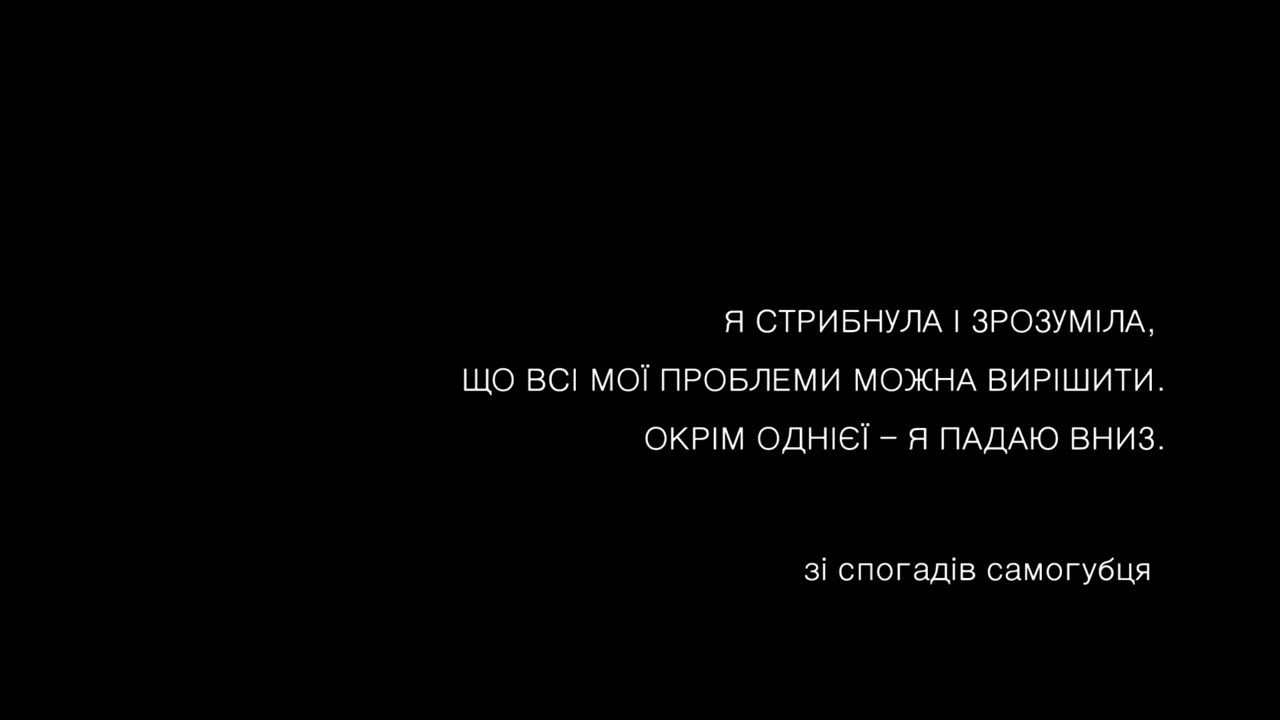 Я СТРИБНУЛА І ЗРОЗУМІЛА,
ЩО ВСІ МОЇ ПРОБЛЕМИ МОЖНА ВИРІШИТИ.
ОКРІМ ОДНІЄЇ – Я ПАДАЮ ВНИЗ.
зі спогадів самогубця